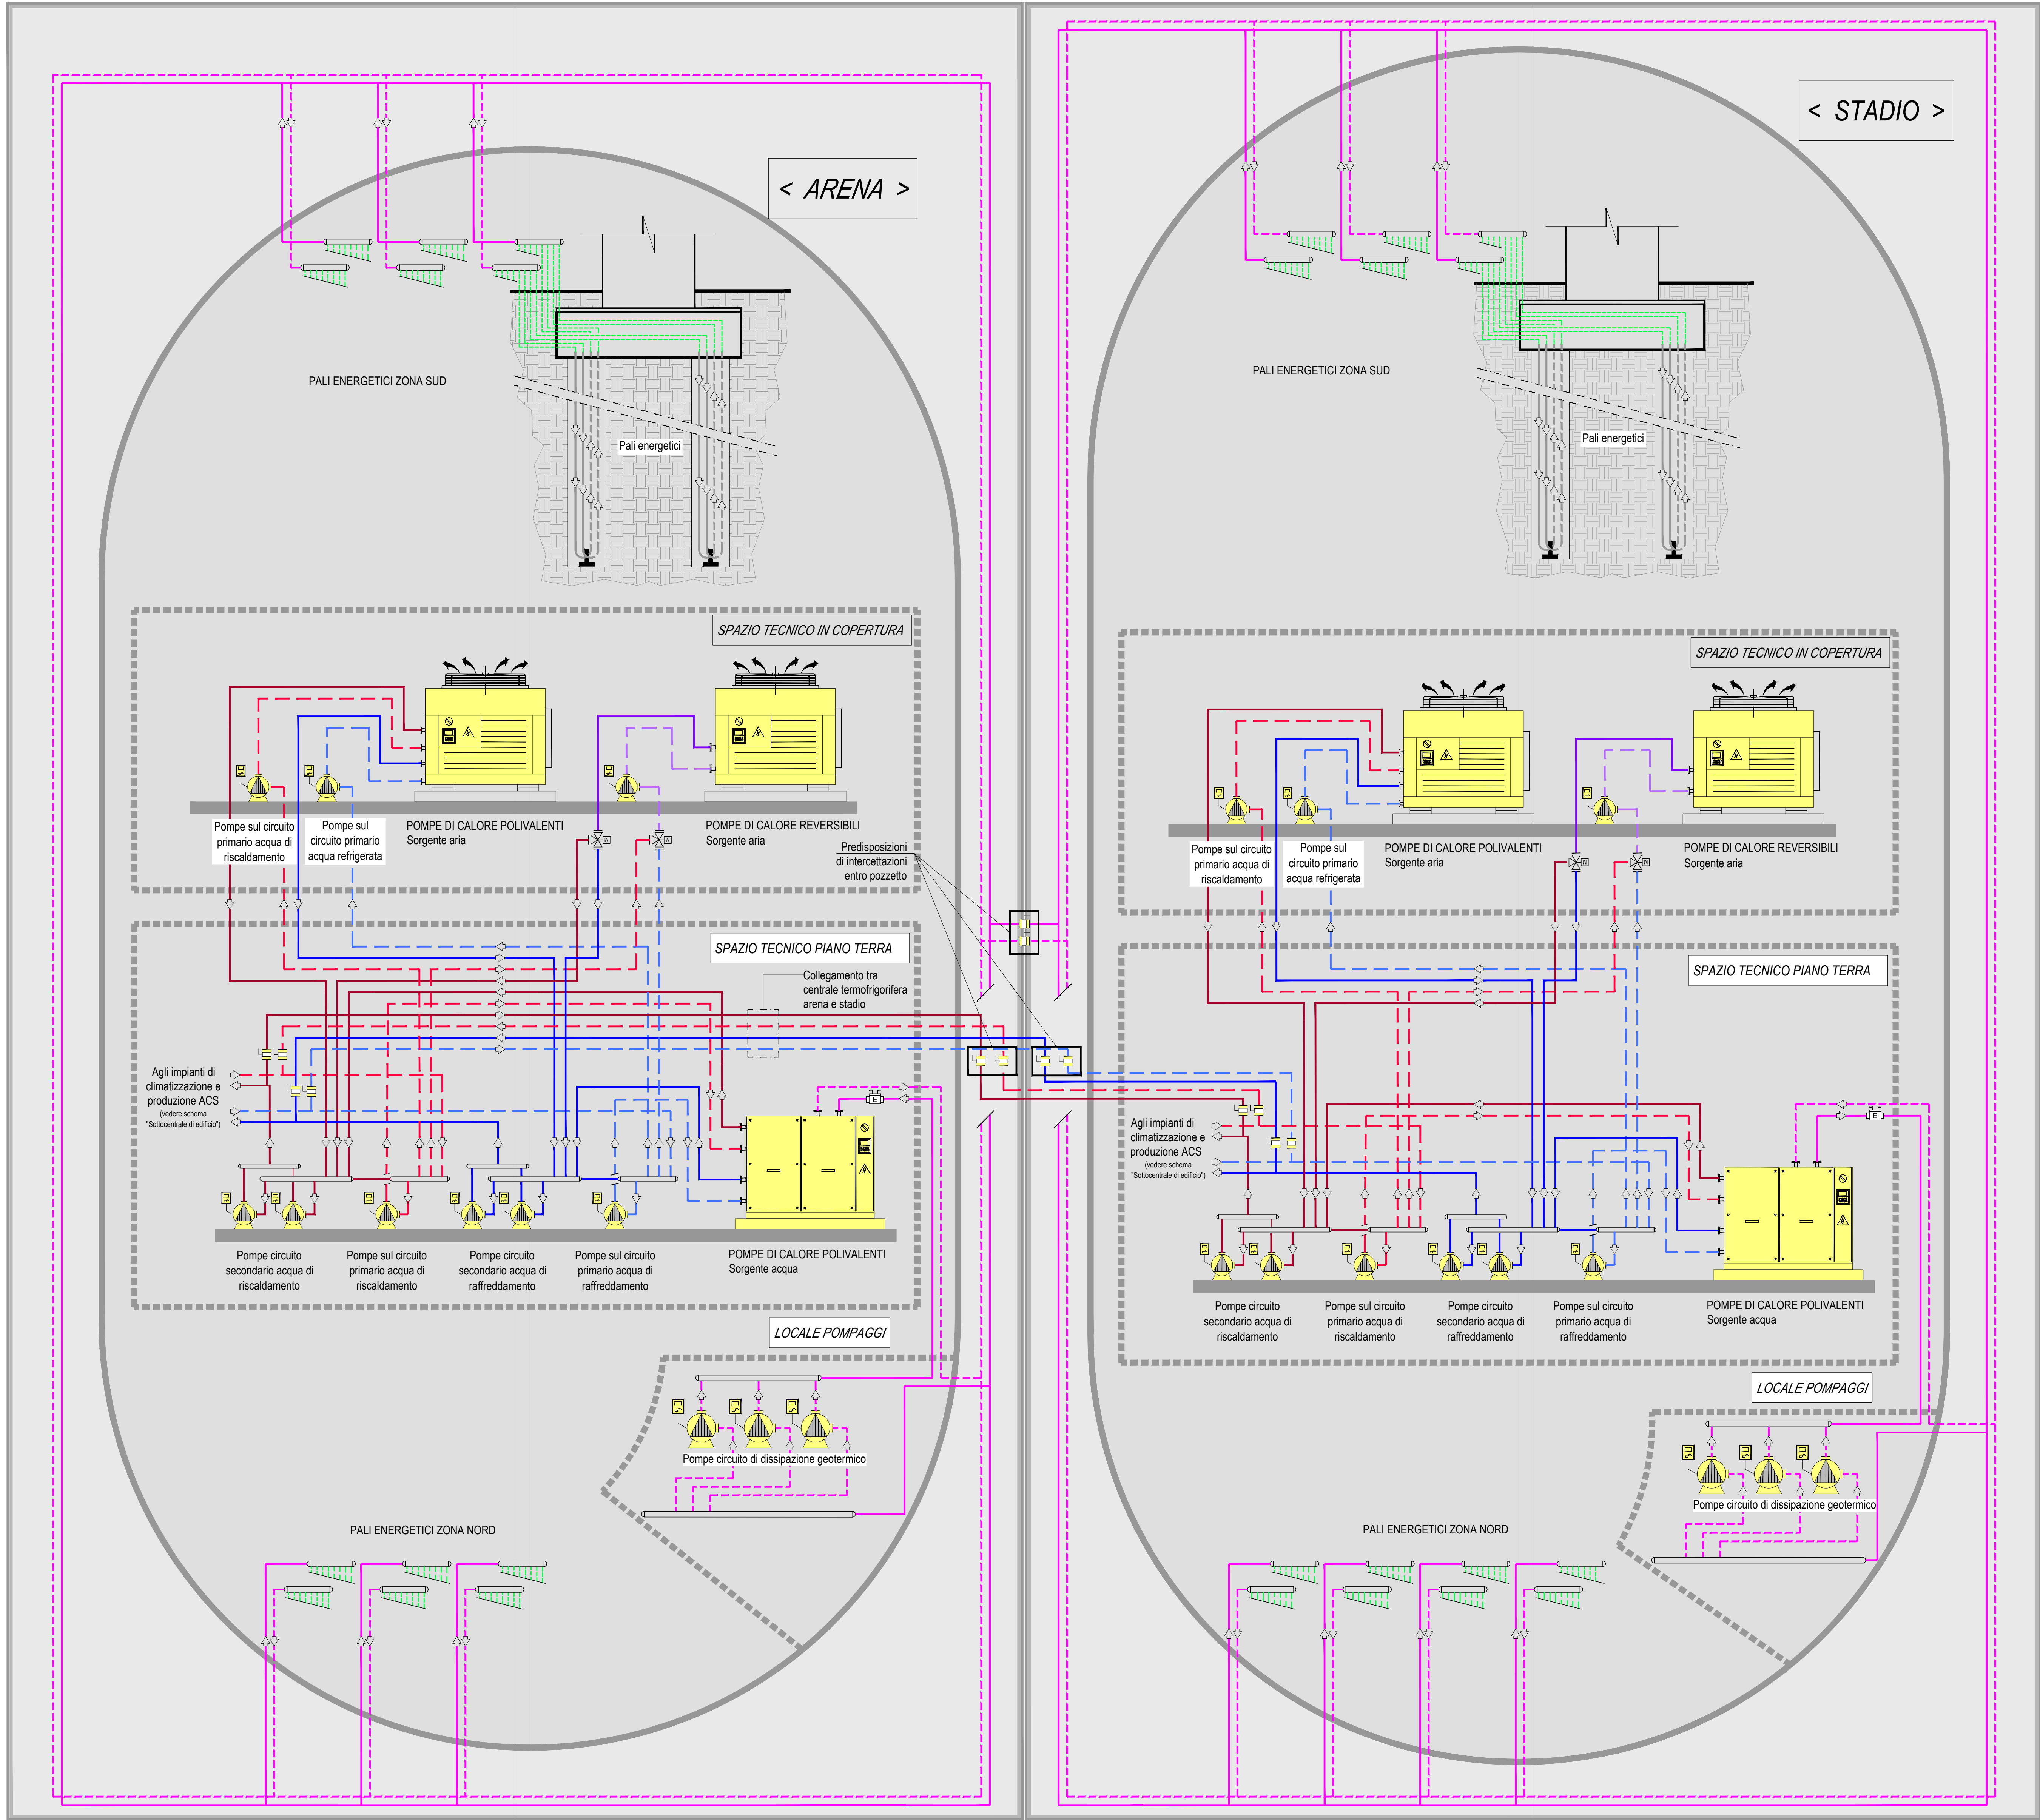 < ARENA >
PALI ENERGETICI ZONA SUD
Pali energetici
SPAZIO TECNICO IN COPERTURA
Pompe sul circuito
primario acqua di
riscaldamento
Pompe sul
circuito primario
acqua refrigerata
POMPE DI CALORE POLIVALENTI
Sorgente aria
POMPE DI CALORE REVERSIBILI
Sorgente aria
Predisposizioni
di intercettazioni
entro pozzetto
SPAZIO TECNICO PIANO TERRA
Collegamento tra
centrale termofrigorifera
arena e stadio
Agli impianti di
climatizzazione e
produzione ACS
(vedere schema
"Sottocentrale di edificio")
E
Pompe circuito
secondario acqua di
riscaldamento
Pompe sul circuito
primario acqua di
riscaldamento
Pompe circuito
secondario acqua di
raffreddamento
Pompe sul circuito
primario acqua di
raffreddamento
POMPE DI CALORE POLIVALENTI
Sorgente acqua
LOCALE POMPAGGI
Pompe circuito di dissipazione geotermico
PALI ENERGETICI ZONA NORD
< STADIO >
PALI ENERGETICI ZONA SUD
Pali energetici
SPAZIO TECNICO IN COPERTURA
Pompe sul circuito
primario acqua di
riscaldamento
Pompe sul
circuito primario
acqua refrigerata
POMPE DI CALORE POLIVALENTI
Sorgente aria
POMPE DI CALORE REVERSIBILI
Sorgente aria
SPAZIO TECNICO PIANO TERRA
Agli impianti di
climatizzazione e
produzione ACS
(vedere schema
"Sottocentrale di edificio")
E
Pompe circuito
secondario acqua di
riscaldamento
Pompe sul circuito
primario acqua di
riscaldamento
Pompe circuito
secondario acqua di
raffreddamento
Pompe sul circuito
primario acqua di
raffreddamento
POMPE DI CALORE POLIVALENTI
Sorgente acqua
LOCALE POMPAGGI
Pompe circuito di dissipazione geotermico
PALI ENERGETICI ZONA NORD